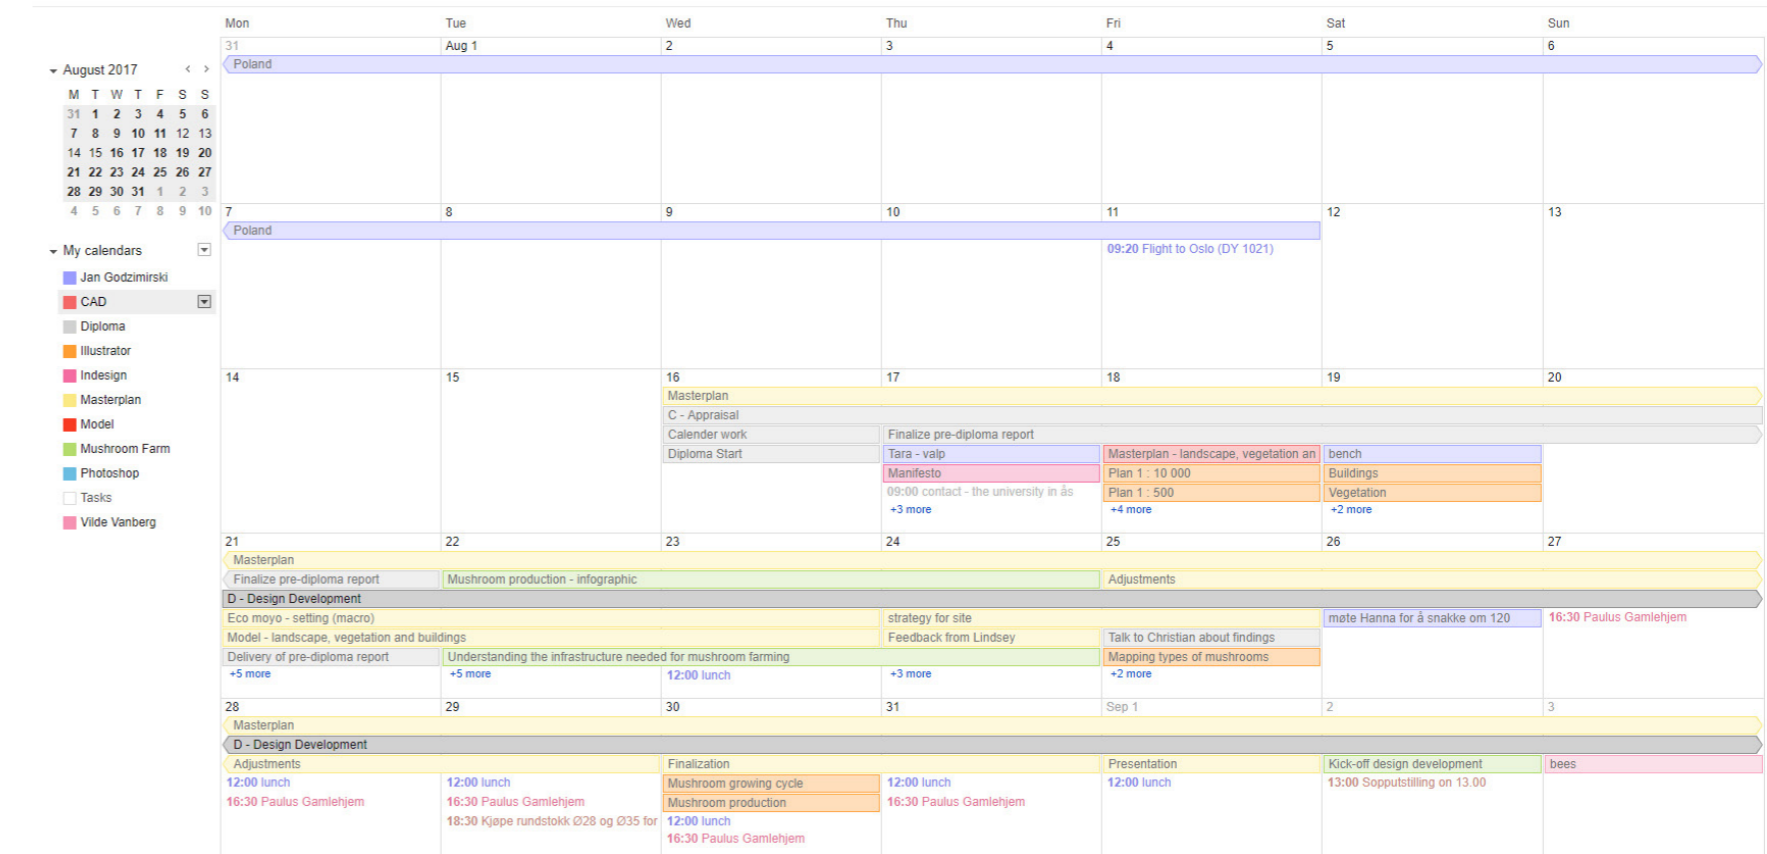 Mon Tue Wed Thu Fri Sat Sun
August 2017 < >
M T W T F S S
31 1 2 3 4 5 6
7 8 9 10 11 12 13
14 15 16 17 18 19 20
21 22 23 24 25 26 27
28 29 30 31 1 2 3
4 5 6 7 8 9 10
My calendars
Jan Godzimirski
CAD
Diploma
Illustrator
Indesign
Masterplan
Model
Mushroom Farm
Photoshop
Tasks
Vilde Vanberg
31 Aug 1 2 3 4 5 6
Poland
7 8 9 10 11 12 13
Poland
09:20 Flight to Oslo (DY 1021)
14 15 16 17 18 19 20
Masterplan
C - Appraisal
Calender work Finalize pre-diploma report
Diploma Start Tara - valp Masterplan - landscape, vegetation an bench
Manifesto Plan 1 : 10 000 Buildings
09:00 contact - the university in ås Plan 1 : 500 Vegetation
+3 more +4 more +2 more
21 22 23 24 25 26 27
Masterplan
Finalize pre-diploma report Mushroom production - infographic Adjustments
D - Design Development
Eco moyo - setting (macro) strategy for site møte Hanna for å snakke om 120 16:30 Paulus Gamlehjem
Model - landscape, vegetation and buildings Feedback from Lindsey Talk to Christian about findings
Delivery of pre-diploma report Understanding the infrastructure needed for mushroom farming Mapping types of mushrooms
+5 more +5 more 12:00 lunch +3 more +2 more
28 29 30 31 Sep 1 2 3
Masterplan
D - Design Development
Adjustments Finalization Presentation Kick-off design development bees
12:00 lunch 12:00 lunch Mushroom growing cycle 12:00 lunch 12:00 lunch 13:00 Sopputstilling on 13.00
16:30 Paulus Gamlehjem 16:30 Paulus Gamlehjem Mushroom production 16:30 Paulus Gamlehjem
18:30 Kjøpe rundstokk Ø28 og Ø35 for 12:00 lunch
16:30 Paulus Gamlehjem